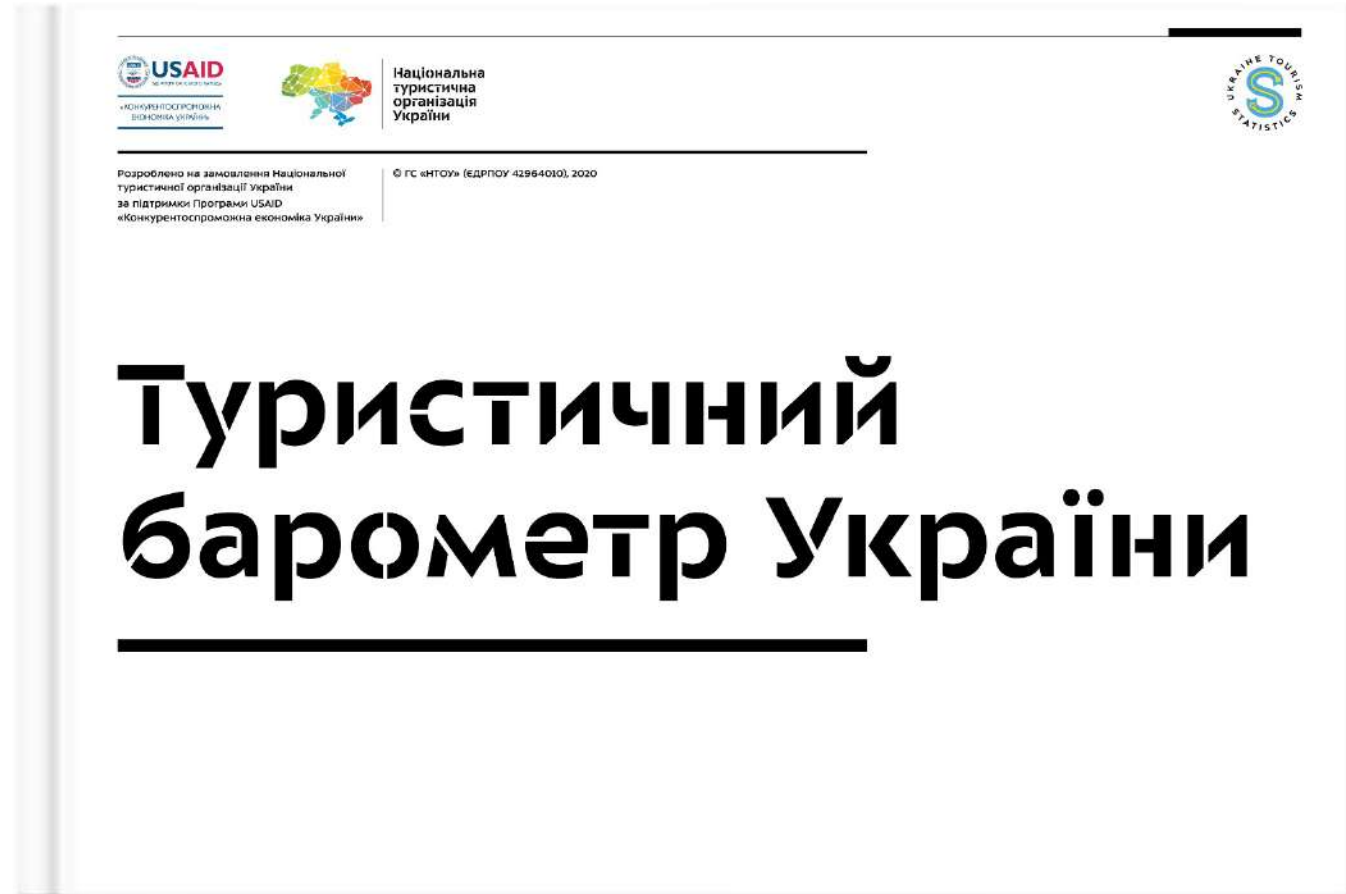 USAID
«КОНКУРЕНТОСПРОМОЖНА
ЕКОНОМІКА УКРАЇНИ»
Національна
туристична
організація
України
UKRAINE TOURISM
STATISTICS
S
Розроблено на замовлення Національної
туристичної організації України
за підтримки Програми USAID
«Конкурентоспроможна економіка України»
© ГС «НТОУ» (ЄДРПОУ 42964010), 2020
Туристичний
барометр України